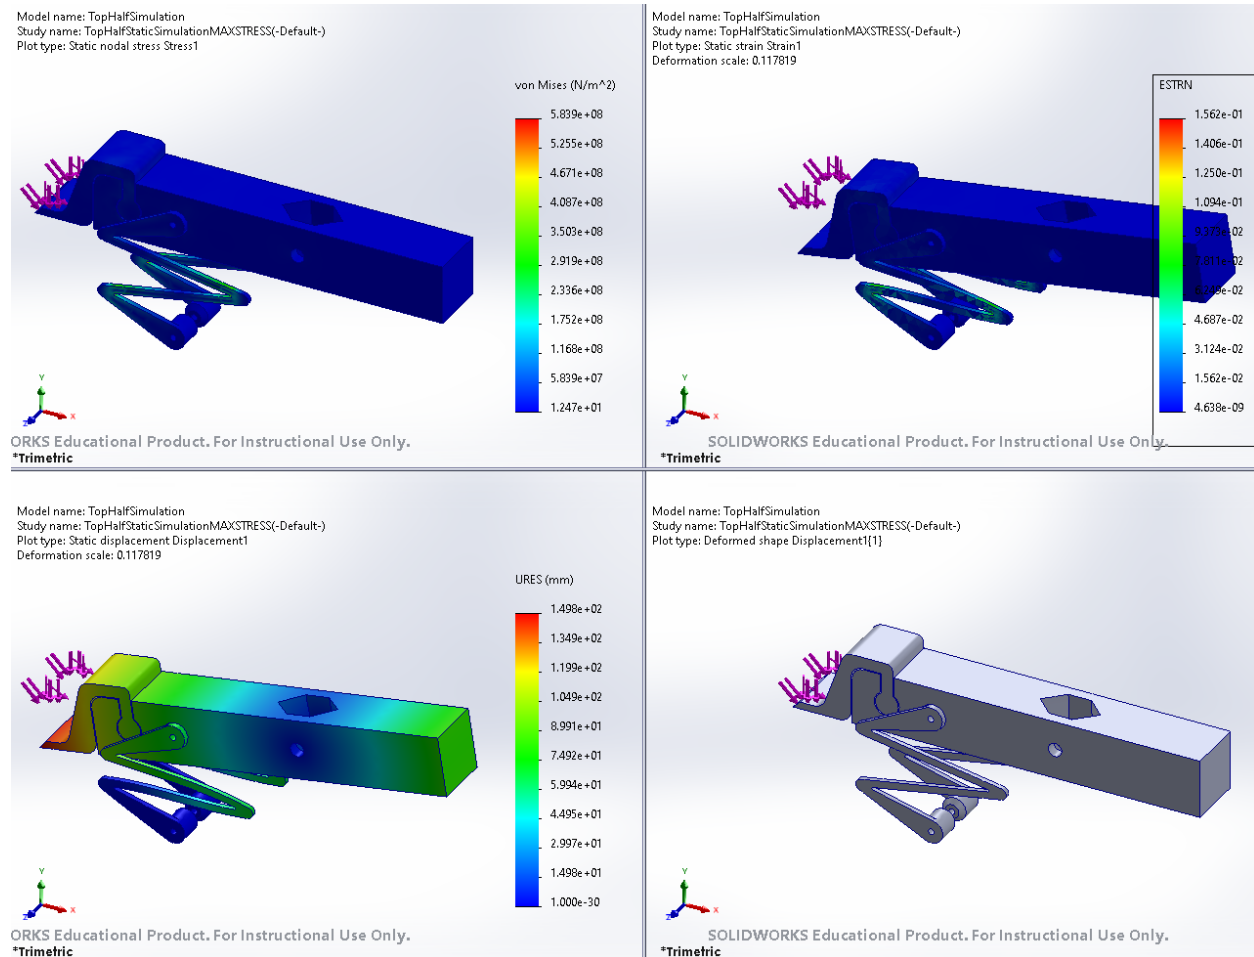 Model name: TopHalfSimulation
Study name: TopHalfStaticSimulationMAXSTRESS(-Default-)
Plot type: Static nodal stress Stress1
von Mises (N/m^2)
5.839e+08
5.255e+08
4.671e+08
4.087e+08
3.503e+08
2.919e+08
2.336e+08
1.752e+08
1.168e+08
5.839e+07
1.247e+01
Y
X
Z
ORKS Educational Product. For Instructional Use Only.
*Trimetric
Model name: TopHalfSimulation
Study name: TopHalfStaticSimulationMAXSTRESS(-Default-)
Plot type: Static strain Strain1
Deformation scale: 0.117819
ESTRN
1.562e-01
1.406e-01
1.250e-01
1.094e-01
4.687e-02
3.124e-02
1.562e-02
4.638e-09
Y
X
Z
SOLIDWORKS Educational Product. For Instructional Use Only.
*Trimetric
Model name: TopHalfSimulation
Study name: TopHalfStaticSimulationMAXSTRESS(-Default-)
Plot type: Static displacement Displacement1
Deformation scale: 0.117819
URES (mm)
1.498e+02
1.349e+02
1.199e+02
1.049e+02
8.991e+01
7.492e+01
5.994e+01
4.495e+01
2.997e+01
1.498e+01
1.000e-30
Y
X
Z
ORKS Educational Product. For Instructional Use Only.
*Trimetric
Model name: TopHalfSimulation
Study name: TopHalfStaticSimulationMAXSTRESS(-Default-)
Plot type: Deformed shape Displacement1{1}
Y
X
Z
SOLIDWORKS Educational Product. For Instructional Use Only.
*Trimetric